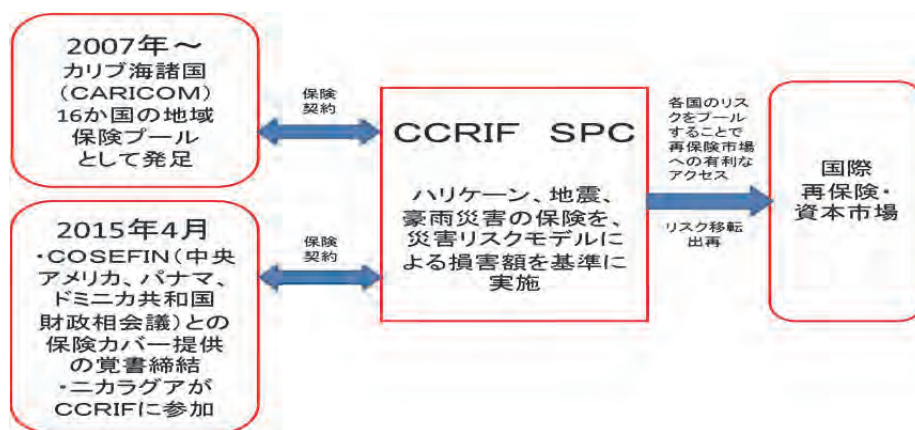 2007年~
カリブ海諸国
(CARICOM)
16か国の地域
保険プール
として発足
保険
契約
2015年4月
・COSEFIN(中央
アメリカ、パナマ、
ドミニカ共和国
財政相会議)との
保険カバー提供
の覚書締結
・ニカラグアが
CCRIFに参加
保険
契約
CCRIF SPC
ハリケーン、地震、
豪雨災害の保険を、
災害リスクモデルに
よる損害額を基準に
実施
各国のリス
クをプール
することで
再保険市場
への有利な
アクセス
リスク移転
出再
国際
再保険・
資本市場